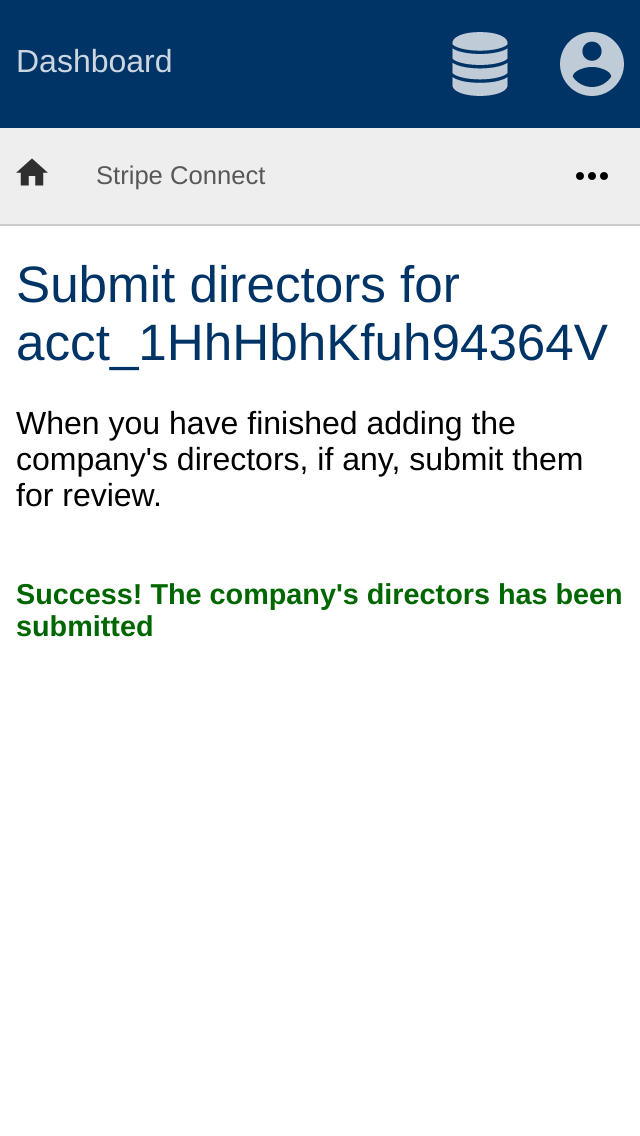 Dashboard
Stripe Connect
Submit directors for
acct_1HhHbhKfuh94364V
When you have finished adding the
company's directors, if any, submit them
for review.
Success! The company's directors has been
submitted